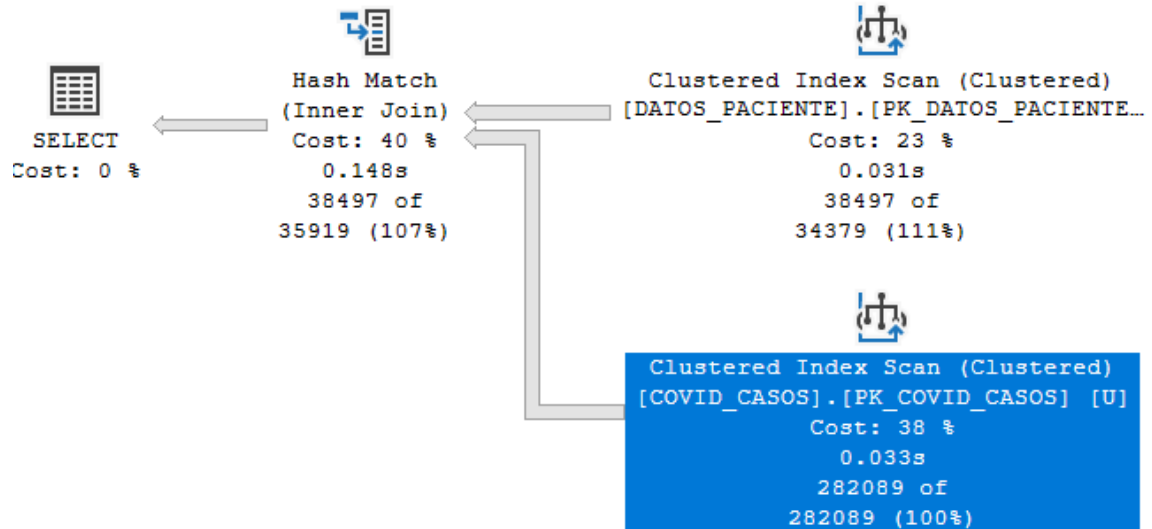 SELECT
Cost: 0 %
Hash Match
(Inner Join)
Cost: 40 %
0.148s
38497 of
35919 (107%)
Clustered Index Scan (Clustered)
[DATOS_PACIENTE].[PK_DATOS_PACIENTE…
Cost: 23 %
0.031s
38497 of
34379 (111%)
Clustered Index Scan (Clustered)
[COVID_CASOS].[PK_COVID_CASOS] [U]
Cost: 38 %
0.033s
282089 of
282089 (100%)